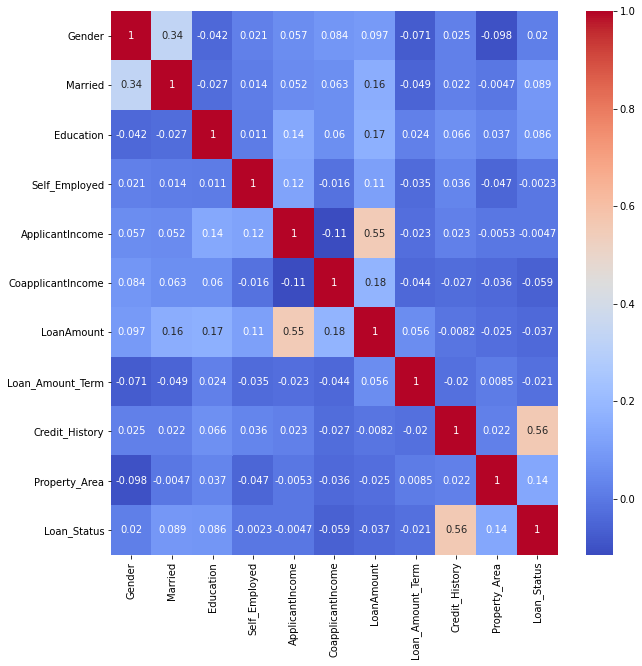 1.0
Gender 1 0.34 -0.042 0.021 0.057 0.084 0.097 -0.071 0.025 -0.098 0.02
Married 0.34 1 -0.027 0.014 0.052 0.063 0.16 -0.049 0.022 -0.0047 0.089
0.8
Education -0.042 -0.027 1 0.011 0.14 0.06 0.17 0.024 0.066 0.037 0.086
Self_Employed 0.021 0.014 0.011 1 0.12 -0.016 0.11 -0.035 0.036 -0.047 -0.0023
0.6
ApplicantIncome 0.057 0.052 0.14 0.12 1 -0.11 0.55 -0.023 0.023 -0.0053 -0.0047
CoapplicantIncome 0.084 0.063 0.06 -0.016 -0.11 1 0.18 -0.044 -0.027 -0.036 -0.059
0.4
LoanAmount 0.097 0.16 0.17 0.11 0.55 0.18 1 0.056 -0.0082 -0.025 -0.037
Loan_Amount_Term -0.071 -0.049 0.024 -0.035 -0.023 -0.044 0.056 1 -0.02 0.0085 -0.021
0.2
Credit_History 0.025 0.022 0.066 0.036 0.023 -0.027 -0.0082 -0.02 1 0.022 0.56
Property_Area -0.098 -0.0047 0.037 -0.047 -0.0053 -0.036 -0.025 0.0085 0.022 1 0.14
0.0
Loan_Status 0.02 0.089 0.086 -0.0023 -0.0047 -0.059 -0.037 -0.021 0.56 0.14 1
Gender
Married
Education
Self_Employed
ApplicantIncome
CoapplicantIncome
LoanAmount
Loan_Amount_Term
Credit_History
Property_Area
Loan_Status